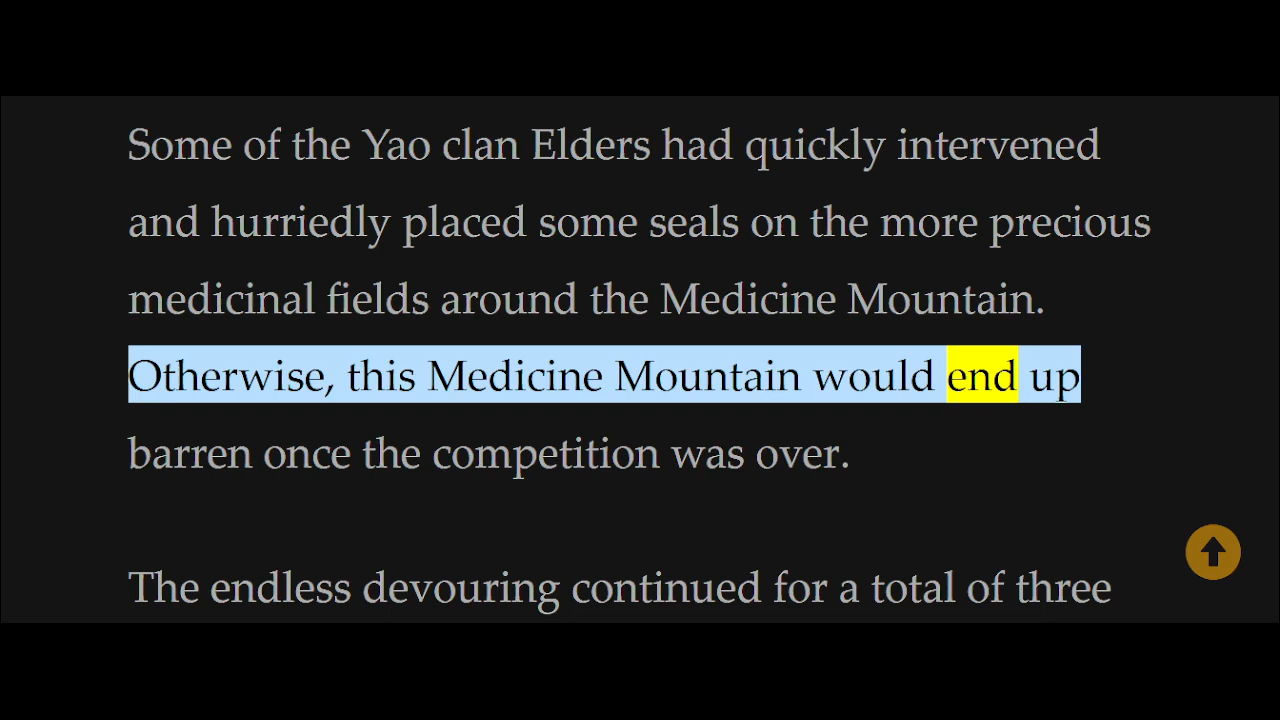 Some of the Yao clan Elders had quickly intervened
and hurriedly placed some seals on the more precious
medicinal fields around the Medicine Mountain.
Otherwise, this Medicine Mountain would end up
barren once the competition was over.
The endless devouring continued for a total of three